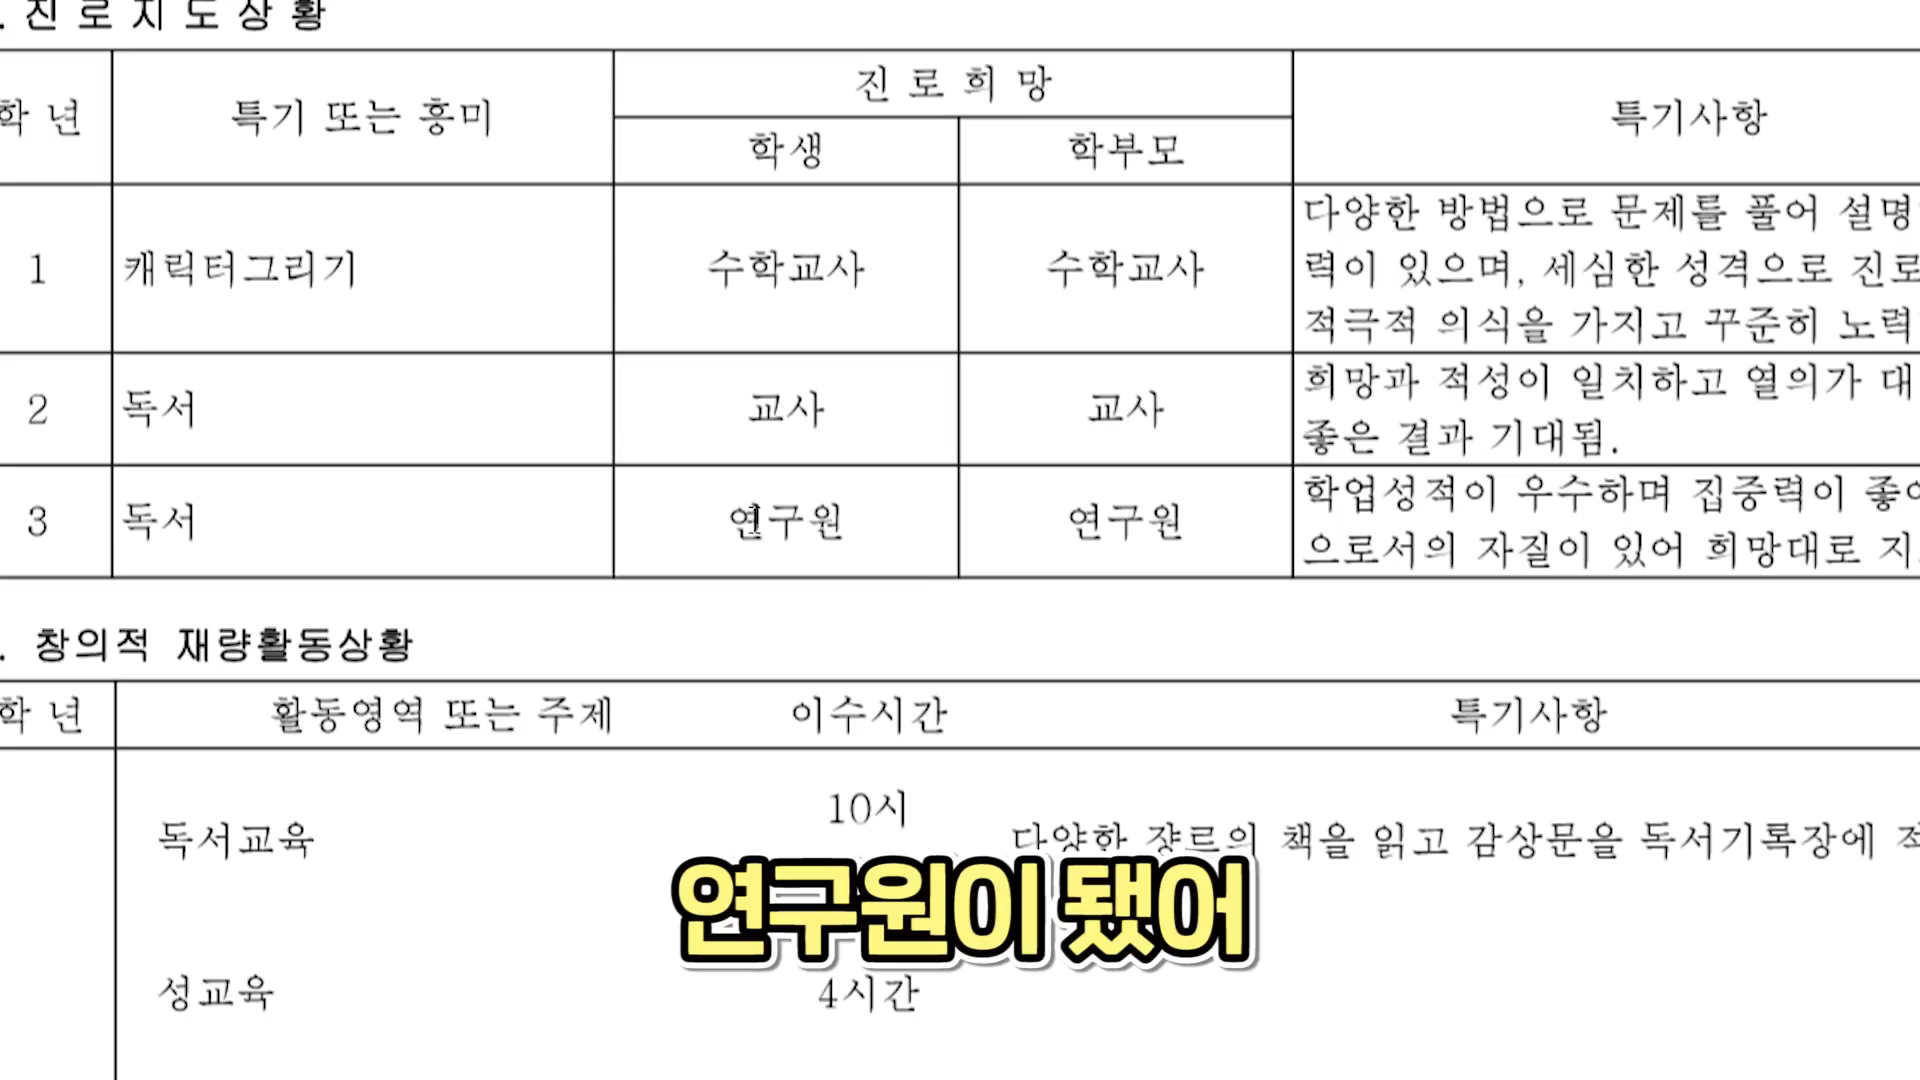 . 진 로 지 도 상 황
학 년
특기 또는 흥미
진 로 희 망
특기사항
학생
학부모
1
캐릭터그리기
수학교사
수학교사
다양한 방법으로 문제를 풀어 설명
력이 있으며, 세심한 성격으로 진로
적극적 의식을 가지고 꾸준히 노력
2
독서
교사
교사
희망과 적성이 일치하고 열의가 대
좋은 결과 기대됨.
3
독서
연구원
연구원
학업성적이 우수하며 집중력이 좋아
으로서의 자질이 있어 희망대로 지
. 창의적 재량활동상황
학 년
활동영역 또는 주제
이수시간
특기사항
독서교육
10시
다양한 쟝르의 책을 읽고 감상문을 독서기록장에 적
연구원이 됐어
성교육
4시간